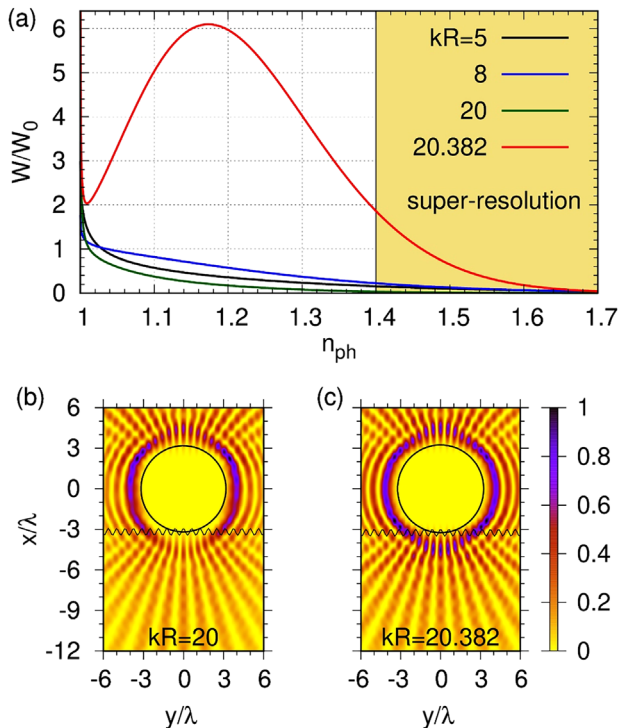 (a)
W/W0
6
5
4
3
2
1
0
kR=5
8
20
20.382
super-resolution
1 1.1 1.2 1.3 1.4 1.5 1.6 1.7
nph
(b)
(c)
x/λ
6
3
0
-3
-6
-9
-12
kR=20
kR=20.382
-6 -3 0 3 6
-6 -3 0 3 6
y/λ
y/λ
1
0.8
0.6
0.4
0.2
0